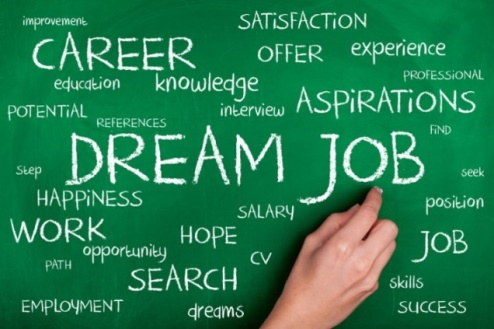 improvement
SATISFACTION
CAREER
OFFER
experience
PROFESSIONAL
education
knowledge
POTENTiAL
interview
ASPIRATiONS
REFERENCES
FiND
DREAM JOB
Step
seek
HAPPiNESS
SALARY
position
WORK
HOPE
JOB
opportunity
CV
PATH
SEARCH
skills
EMPLOYMENT
dreams
SUCCESS